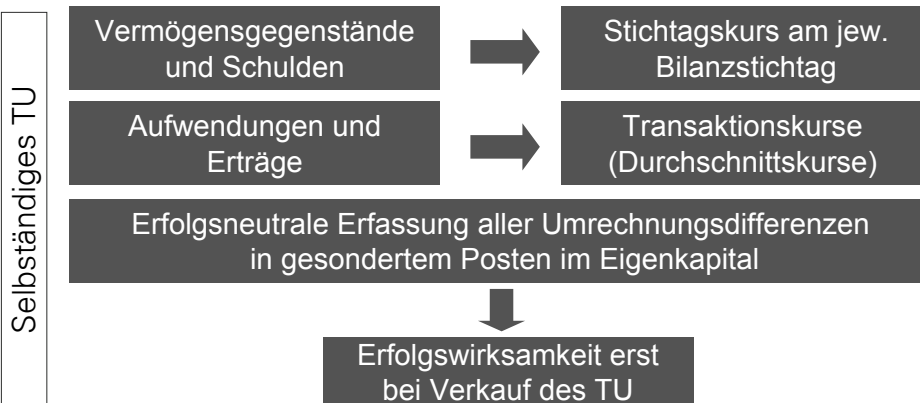 Selbständiges TU
Vermögensgegenstände
und Schulden
Stichtagskurs am jew.
Bilanzstichtag
Aufwendungen und
Erträge
Transaktionskurse
(Durchschnittskurse)
Erfolgsneutrale Erfassung aller Umrechnungsdifferenzen
in gesondertem Posten im Eigenkapital
Erfolgswirksamkeit erst
bei Verkauf des TU